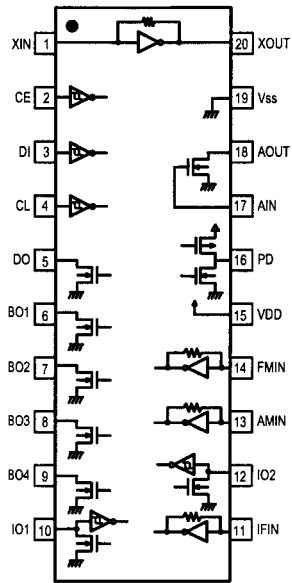 XIN 1 20 XOUT
CE 2 19 Vss
DI 3 18 AOUT
CL 4 17 AIN
DO 5 16 PD
BO1 6 15 VDD
BO2 7 14 FMIN
BO3 8 13 AMIN
BO4 9 12 IO2
IO1 10 11 IFIN